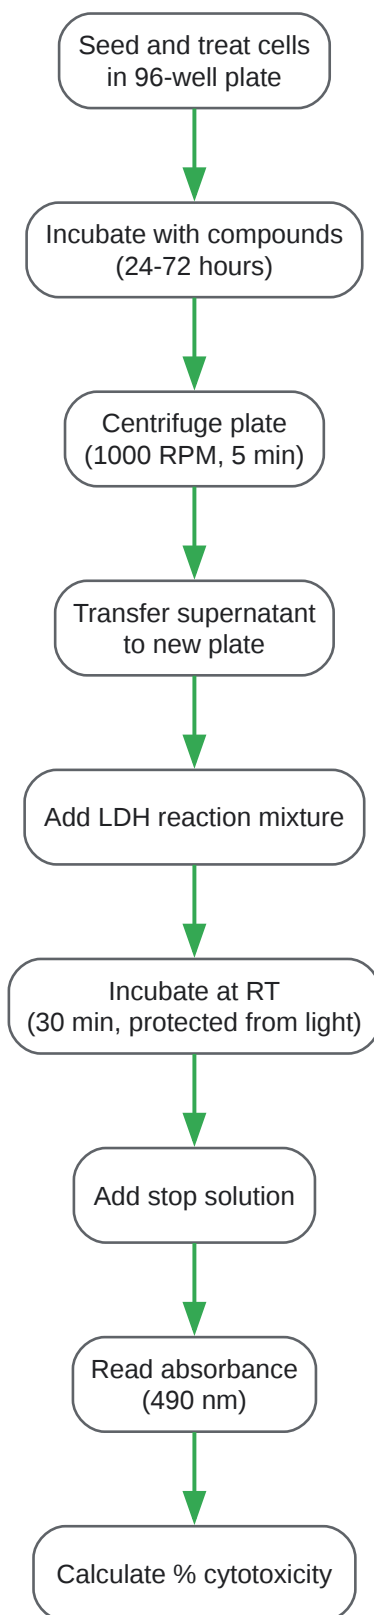 Seed and treat cells
in 96-well plate
Incubate with compounds
(24-72 hours)
Centrifuge plate
(1000 RPM, 5 min)
Transfer supernatant
to new plate
Add LDH reaction mixture
Incubate at RT
(30 min, protected from light)
Add stop solution
Read absorbance
(490 nm)
Calculate % cytotoxicity